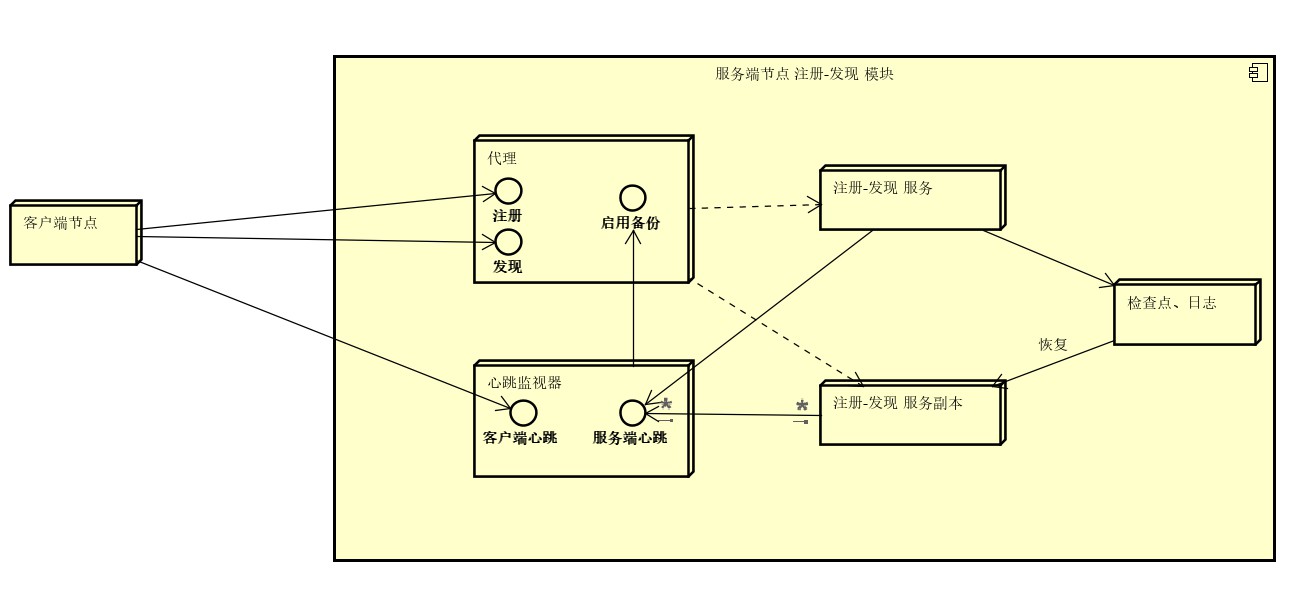 服务端节点 注册-发现 模块
客户端节点
代理
注册
发现
启用备份
注册-发现 服务
检查点、日志
恢复
心跳监视器
客户端心跳
服务端心跳
*
*
注册-发现 服务副本